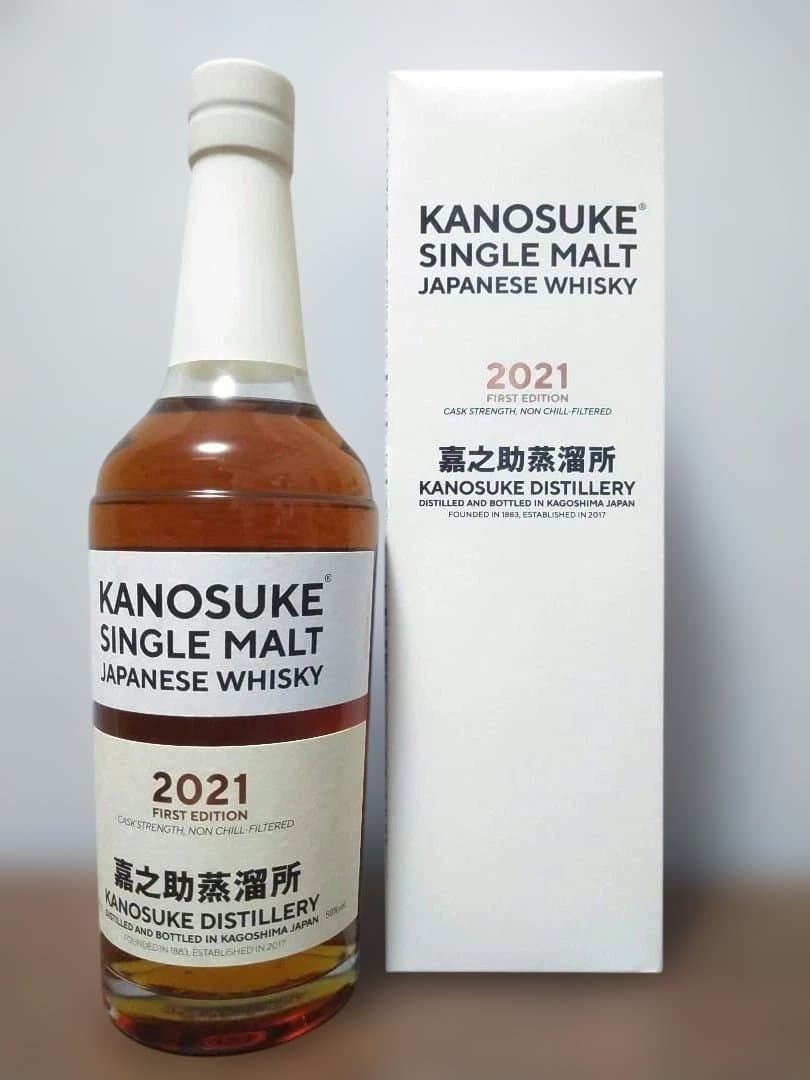 KANOSUKE®
SINGLE MALT
JAPANESE WHISKY
2021
FIRST EDITION
CASK STRENGTH, NON CHILL-FILTERED
嘉之助蒸溜所
KANOSUKE DISTILLERY
DISTILLED AND BOTTLED IN KAGOSHIMA JAPAN
FOUNDED IN 1883, ESTABLISHED IN 2017
58%vol.
KANOSUKE®
SINGLE MALT
JAPANESE WHISKY
2021
FIRST EDITION
CASK STRENGTH, NON CHILL-FILTERED
嘉之助蒸溜所
KANOSUKE DISTILLERY
DISTILLED AND BOTTLED IN KAGOSHIMA JAPAN
FOUNDED IN 1883, ESTABLISHED IN 2017